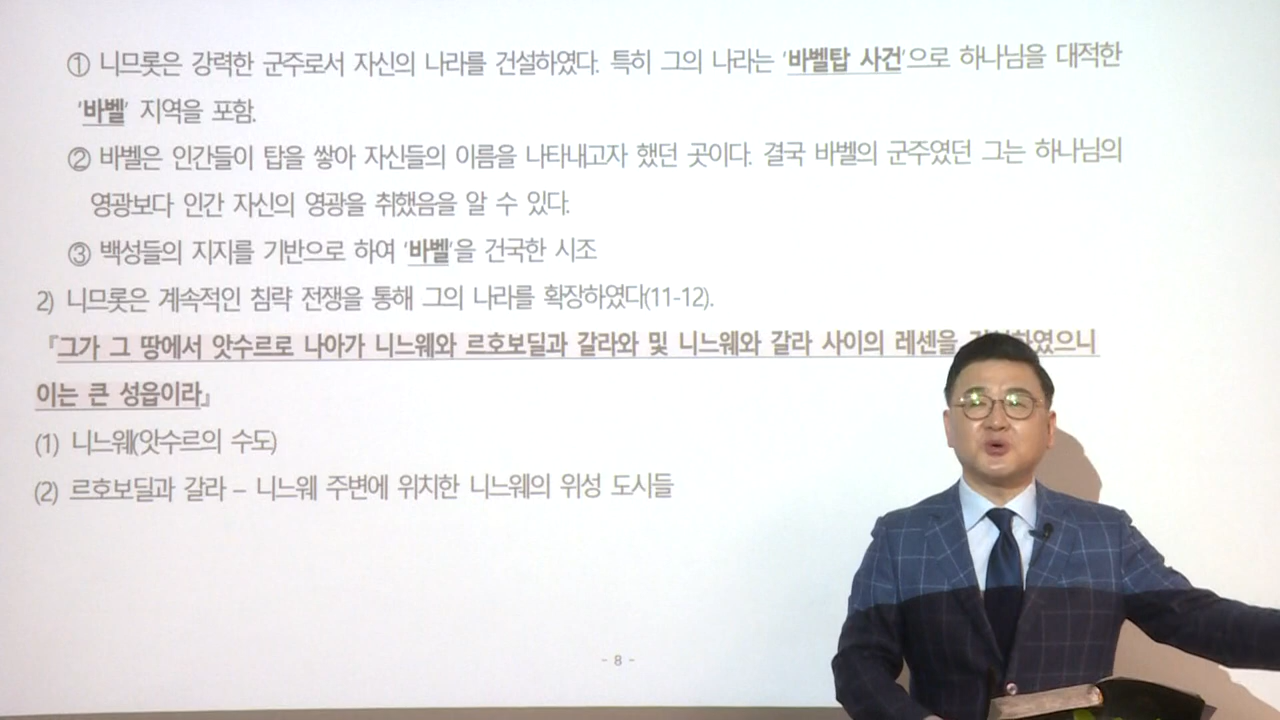 ① 니므롯은 강력한 군주로서 자신의 나라를 건설하였다. 특히 그의 나라는 '바벨탑 사건'으로 하나님을 대적한
'바벨' 지역을 포함.
② 바벨은 인간들이 탑을 쌓아 자신들의 이름을 나타내고자 했던 곳이다. 결국 바벨의 군주였던 그는 하나님의
영광보다 인간 자신의 영광을 취했음을 알 수 있다.
③ 백성들의 지지를 기반으로 하여 '바벨'을 건국한 시조
2) 니므롯은 계속적인 침략 전쟁을 통해 그의 나라를 확장하였다(11-12).
『그가 그 땅에서 앗수르로 나아가 니느웨와 르호보딜과 갈라와 및 니느웨와 갈라 사이의 레센을
이는 큰 성읍이라』
(1) 니느웨(앗수르의 수도)
(2) 르호보딜과 갈라 – 니느웨 주변에 위치한 니느웨의 위성 도시들
- 8 -